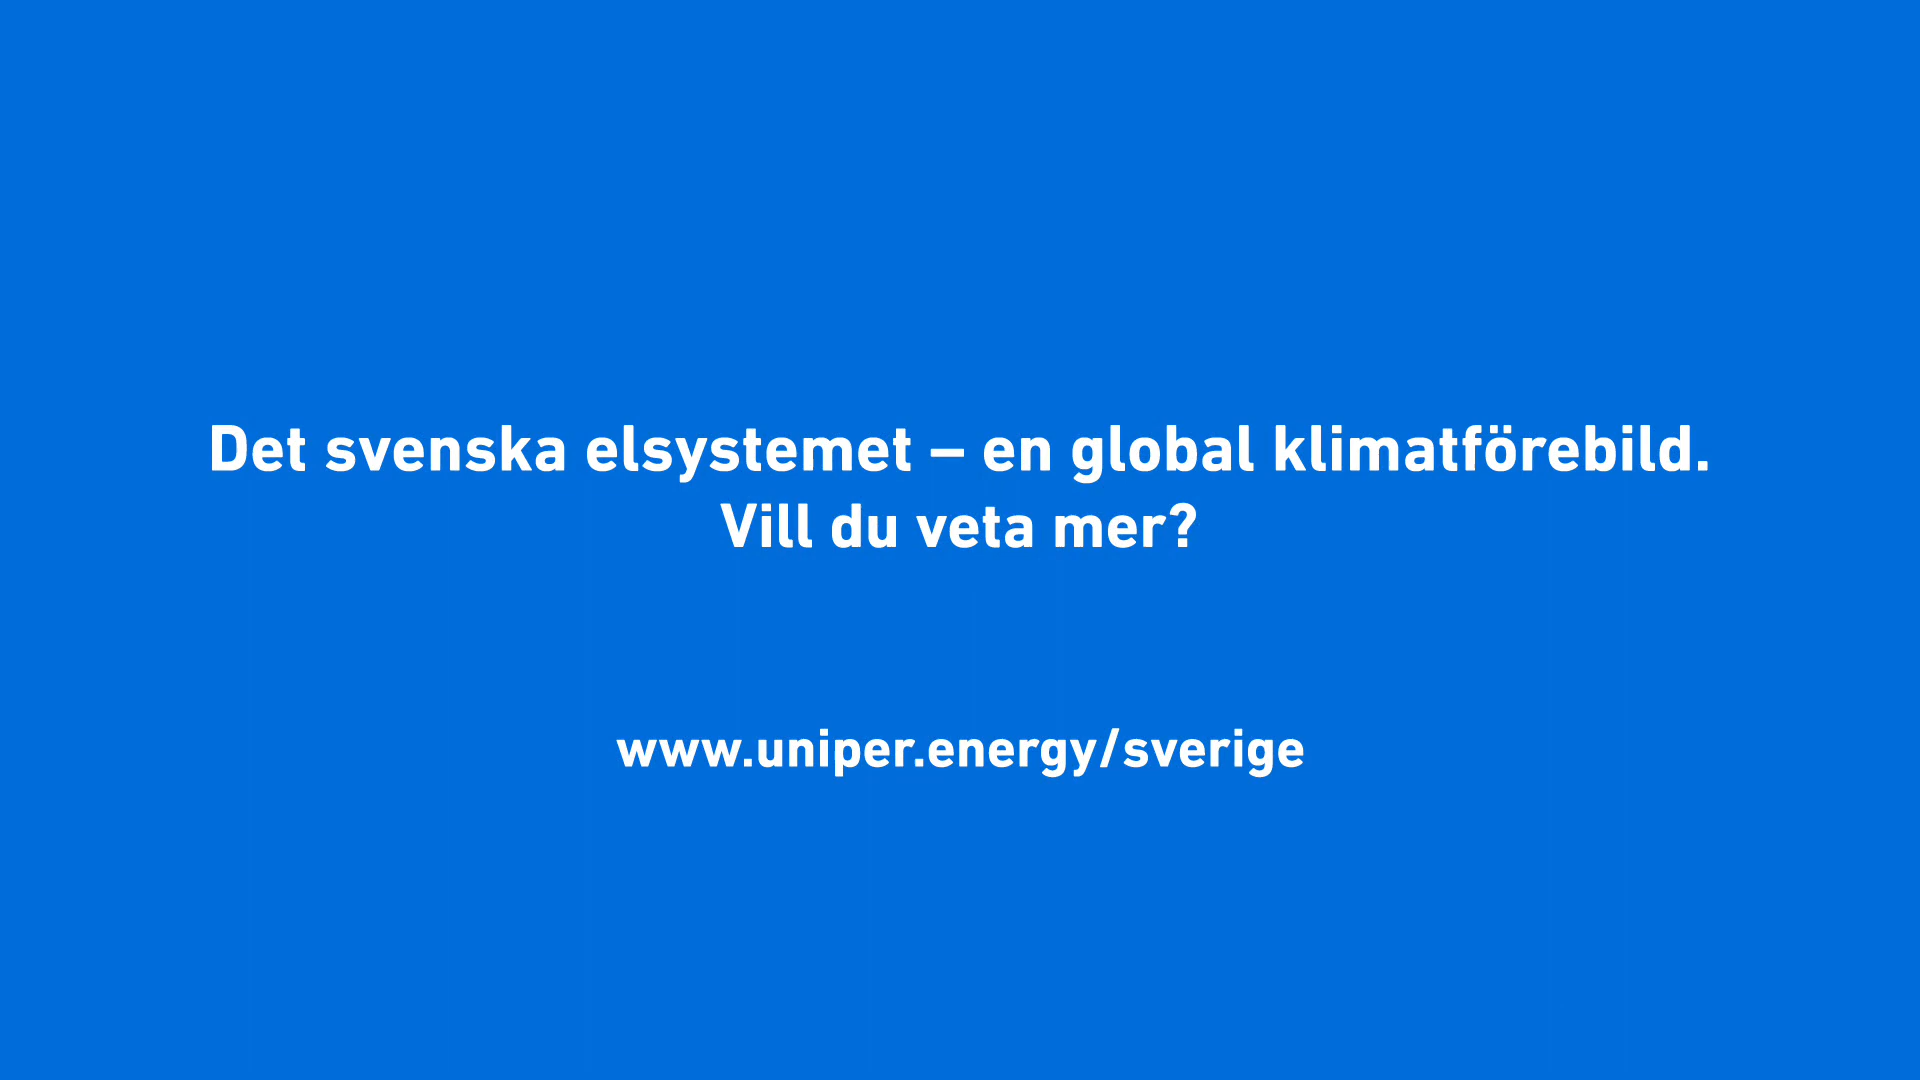 Det svenska elsystemet – en global klimatförebild.
Vill du veta mer?
www.uniper.energy/sverige